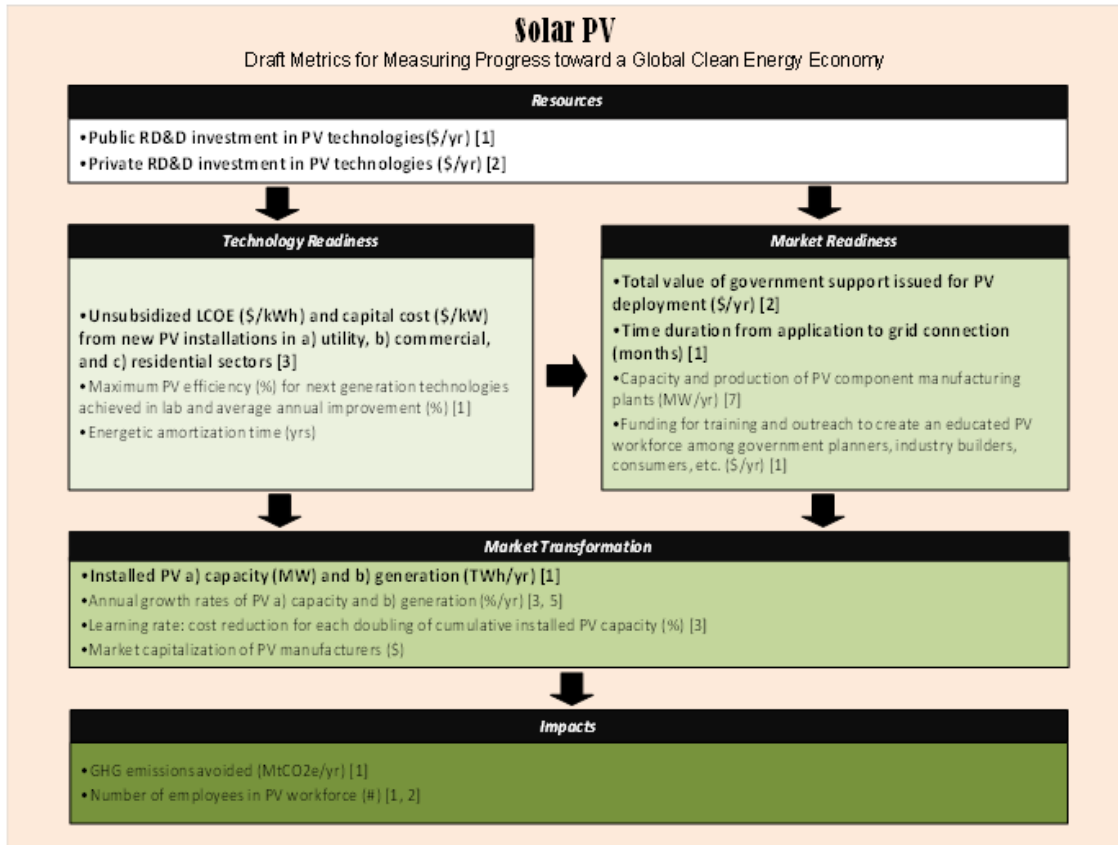 Solar PV
Draft Metrics for Measuring Progress toward a Global Clean Energy Economy
Resources
•Public RD&D investment in PV technologies($/yr) [1]
•Private RD&D investment in PV technologies ($/yr) [2]
Technology Readiness
•Unsubsidized LCOE ($/kWh) and capital cost ($/kW)
from new PV installations in a) utility, b) commercial,
and c) residential sectors [3]
•Maximum PV efficiency (%) for next generation technologies
achieved in lab and average annual improvement (%) [1]
•Energetic amortization time (yrs)
Market Readiness
•Total value of government support issued for PV
deployment ($/yr) [2]
•Time duration from application to grid connection
(months) [1]
•Capacity and production of PV component manufacturing
plants (MW/yr) [7]
•Funding for training and outreach to create an educated PV
workforce among government planners, industry builders,
consumers, etc. ($/yr) [1]
Market Transformation
•Installed PV a) capacity (MW) and b) generation (TWh/yr) [1]
•Annual growth rates of PV a) capacity and b) generation (%/yr) [3, 5]
•Learning rate: cost reduction for each doubling of cumulative installed PV capacity (%) [3]
•Market capitalization of PV manufacturers ($)
Impacts
•GHG emissions avoided (MtCO2e/yr) [1]
•Number of employees in PV workforce (#) [1, 2]